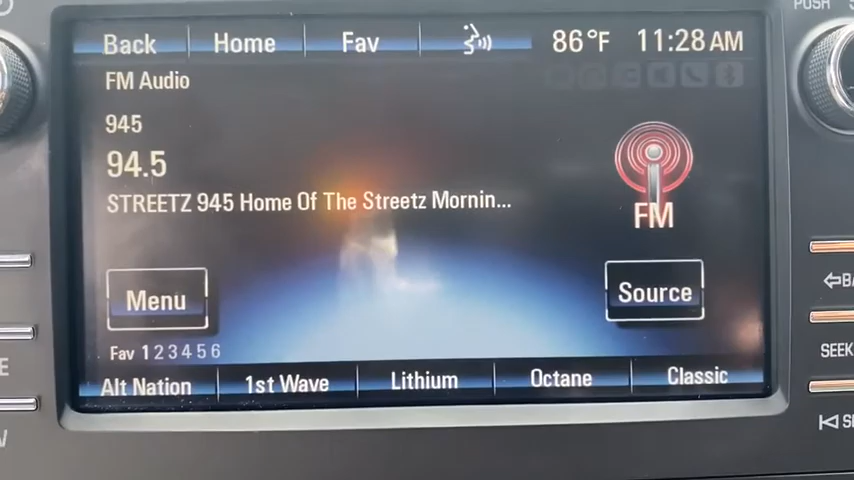 PUSH
Back Home Fav 86°F 11:28 AM
FM Audio
945
94.5
STREETZ 945 Home Of The Streetz Mornin...
FM
Menu
Source
Fav 1 2 3 4 5 6
SEEK
Alt Nation 1st Wave Lithium Octane Classic